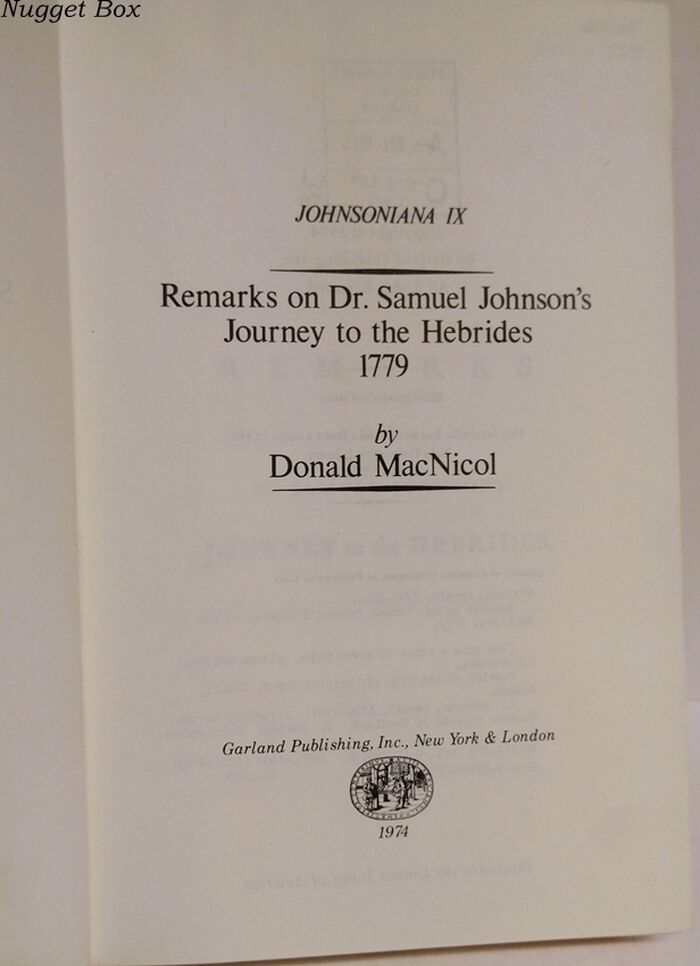 Nugget Box
JOHNSONIANA IX
Remarks on Dr. Samuel Johnson's
Journey to the Hebrides
1779
by
Donald MacNicol
Garland Publishing, Inc., New York & London
1974